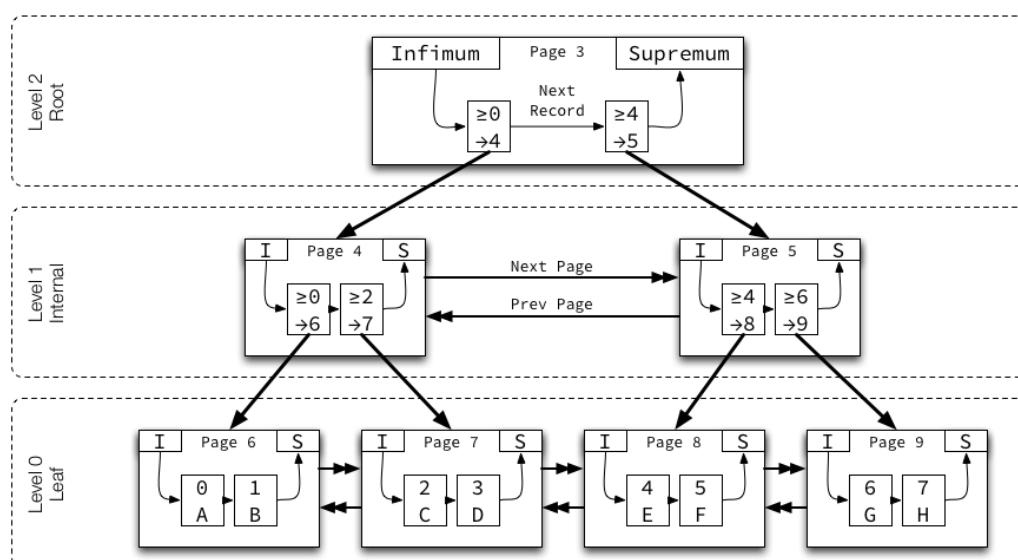 Level 2
Root
Infimum
Page 3
Supremum
Next
Record
≥0
→4
≥4
→5
Level 1
Internal
I
Page 4
S
≥0
→6
≥2
→7
Next Page
Prev Page
I
Page 5
S
≥4
→8
≥6
→9
Level 0
Leaf
I
Page 6
S
0
A
1
B
I
Page 7
S
2
C
3
D
I
Page 8
S
4
E
5
F
I
Page 9
S
6
G
7
H